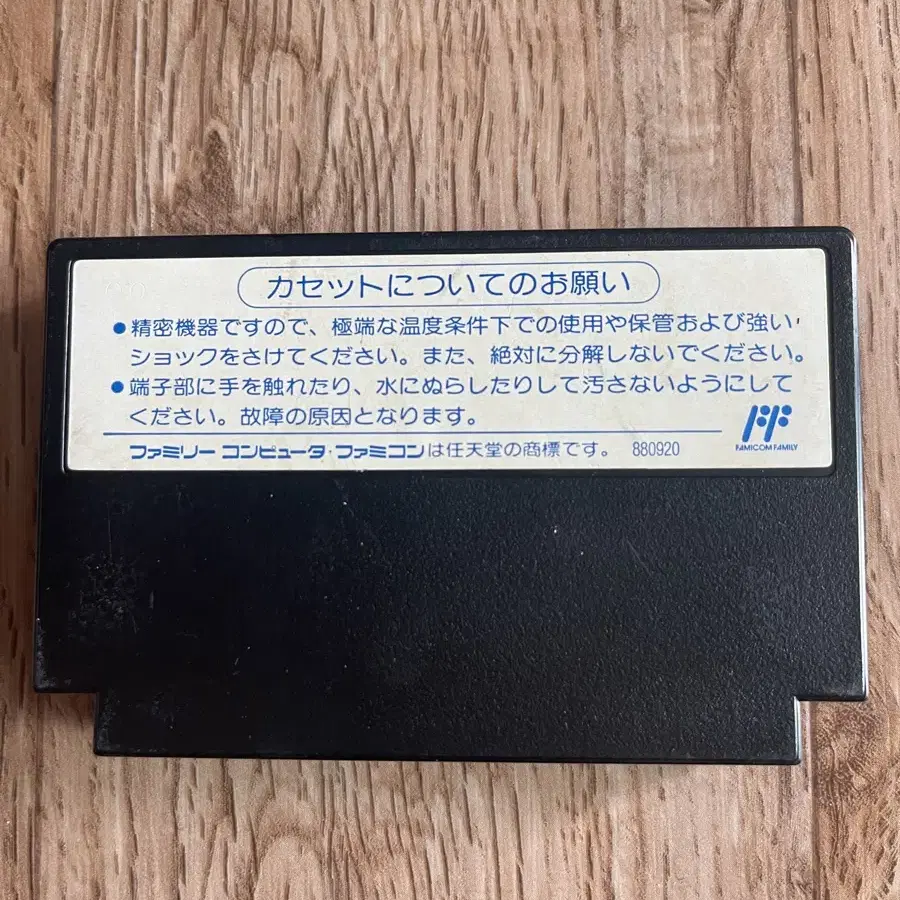 カセットについてのお願い
●精密機器ですので、極端な温度条件下での使用や保管および強い
ショックをさけてください。また、絶対に分解しないでください。
●端子部に手を触れたり、水にぬらしたりして汚さないようにして
ください。故障の原因となります。
FF
FAMICOM FAMILY
ファミリー コンピュータ・ファミコンは任天堂の商標です。 880920